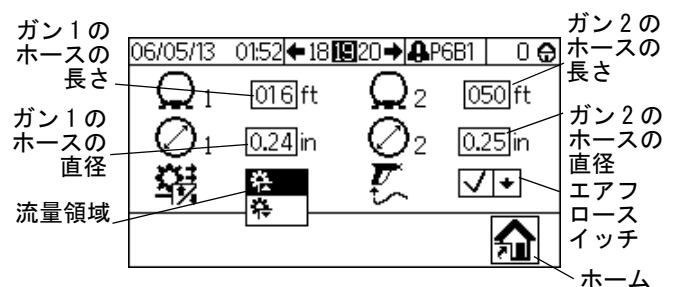 ガン1の
ホースの
長さ
ガン1の
ホースの
直径
流量領域
06/05/13 01:52 18 19 20 P6B1 0
1 016 ft 2 050 ft
1 0.24 in 2 0.25 in
ガン2の
ホースの
長さ
ガン2の
ホースの
直径
エアフ
ロース
イッチ
ホーム